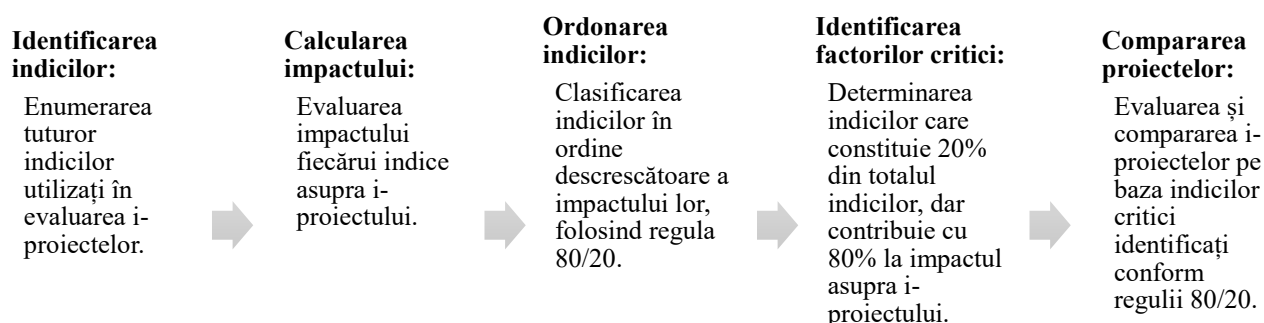 Identificarea
indicilor:
Enumerarea
tuturor
indicilor
utilizați în
evaluarea i-
proiectelor.
Calcularea
impactului:
Evaluarea
impactului
fiecărui indice
asupra i-
proiectului.
Ordonarea
indicilor:
Clasificarea
indicilor în
ordine
descrescătoare a
impactului lor,
folosind regula
80/20.
Identificarea
factorilor critici:
Determinarea
indicilor care
constituie 20%
din totalul
indicilor, dar
contribuie cu
80% la impactul
asupra i-
proiectului.
Compararea
proiectelor:
Evaluarea și
compararea i-
proiectelor pe
baza indicilor
critici
identificați
conform
regulii 80/20.